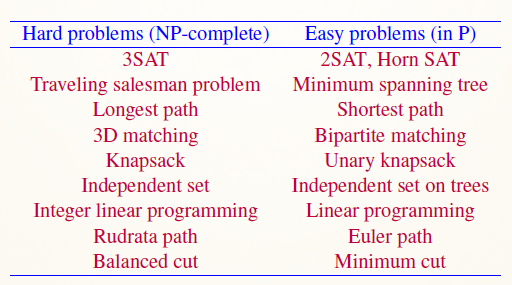 Hard problems (NP-complete) Easy problems (in P)
3SAT 2SAT, Horn SAT
Traveling salesman problem Minimum spanning tree
Longest path Shortest path
3D matching Bipartite matching
Knapsack Unary knapsack
Independent set Independent set on trees
Integer linear programming Linear programming
Rudrata path Euler path
Balanced cut Minimum cut